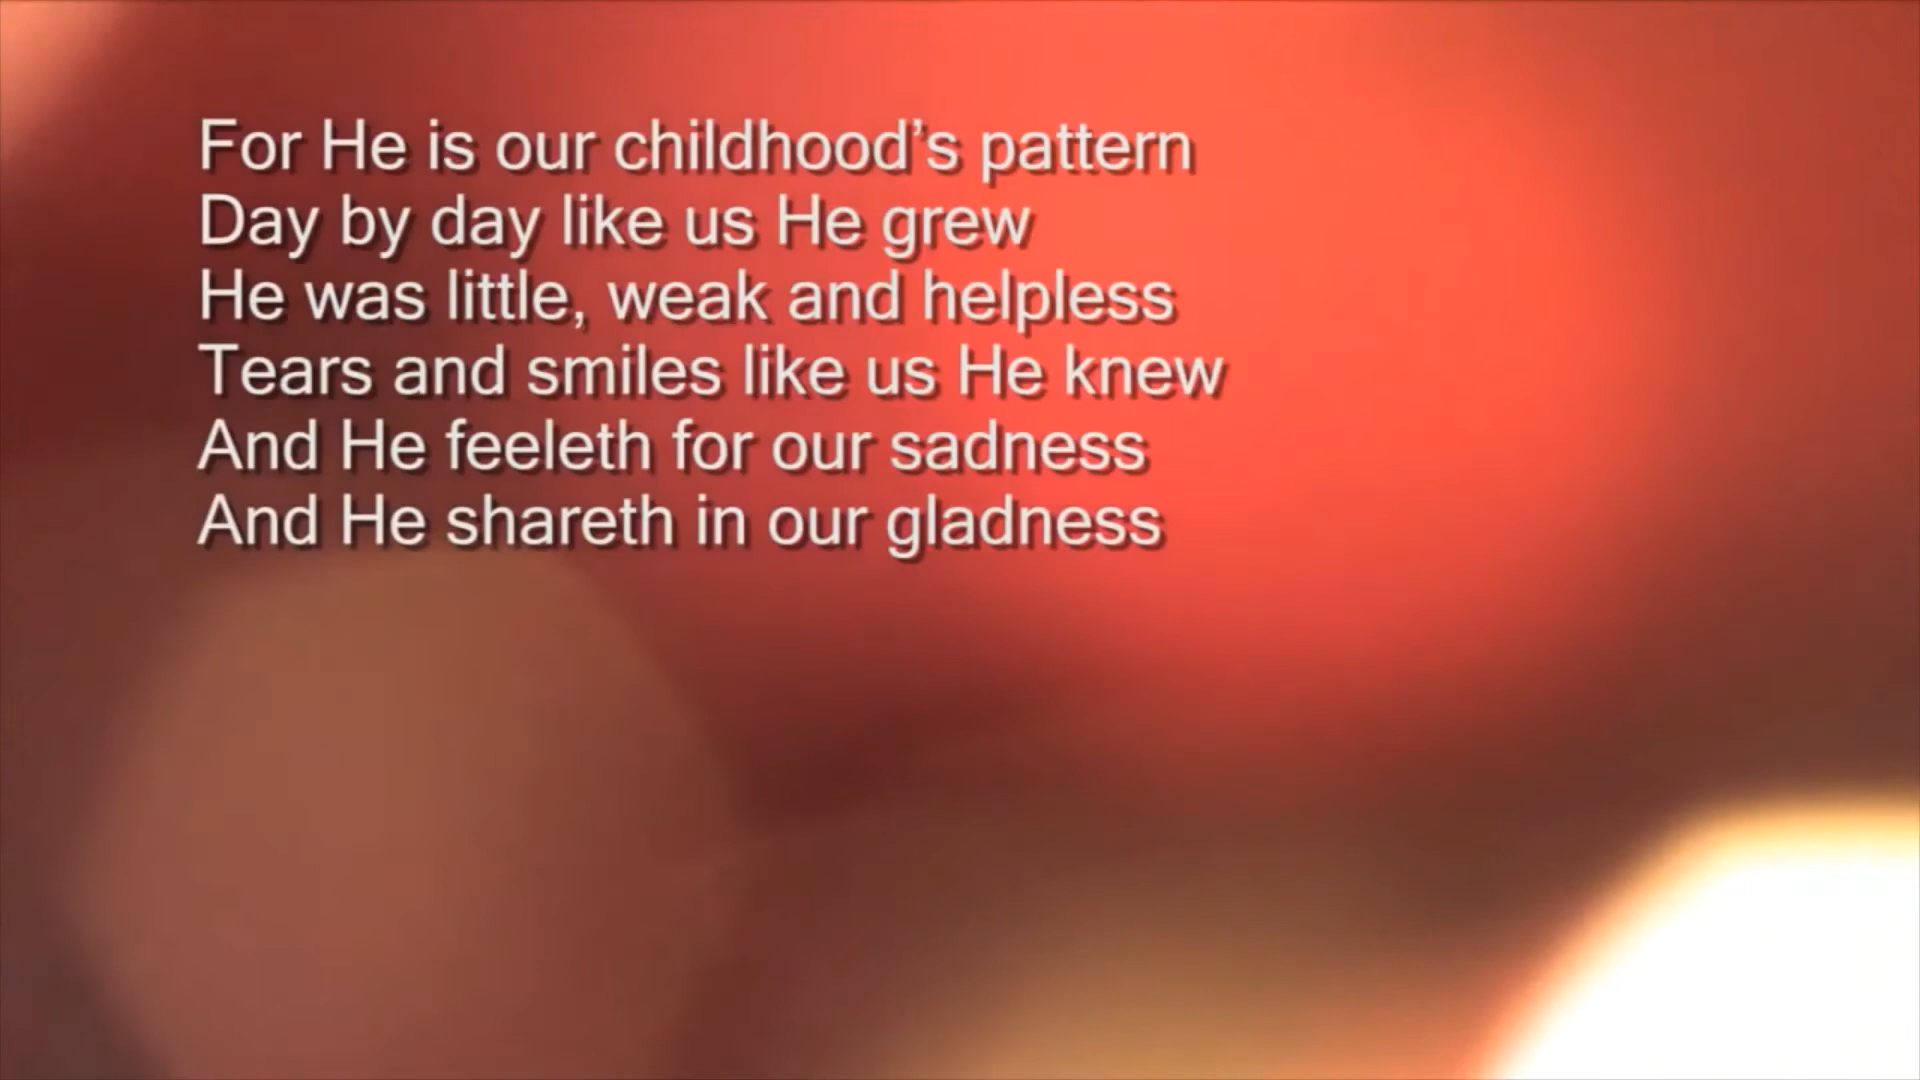 For He is our childhood’s pattern
Day by day like us He grew
He was little, weak and helpless
Tears and smiles like us He knew
And He feeleth for our sadness
And He shareth in our gladness